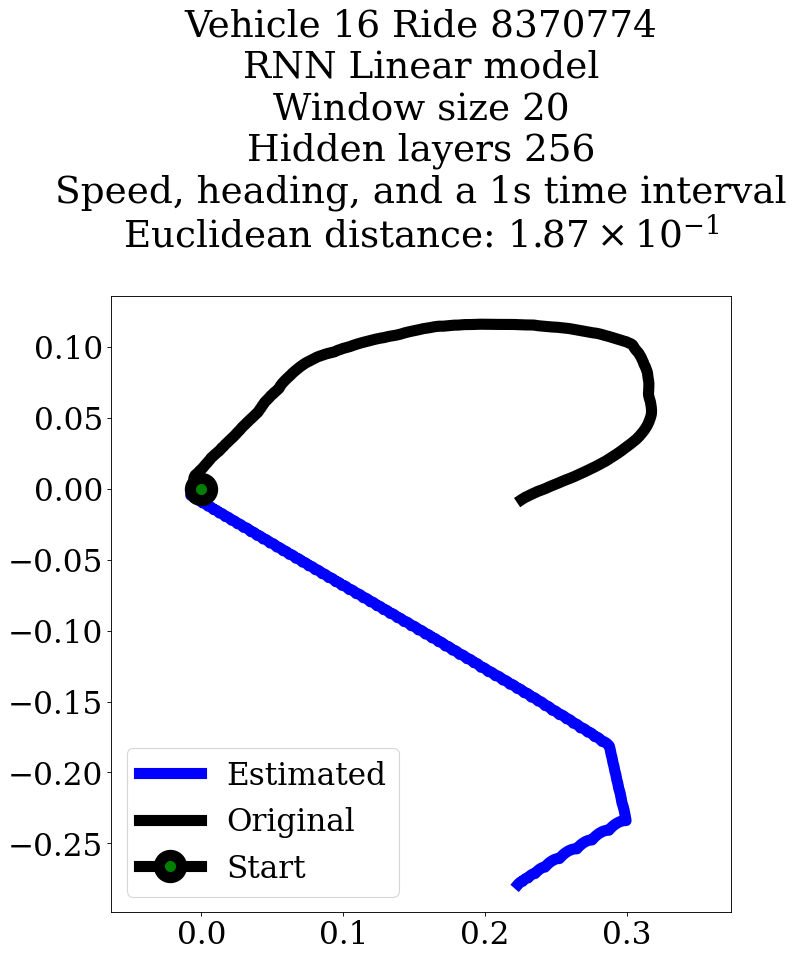 Vehicle 16 Ride 8370774
RNN Linear model
Window size 20
Hidden layers 256
Speed, heading, and a 1s time interval
Euclidean distance: 1.87 × 10⁻¹
0.10
0.05
0.00
−0.05
−0.10
−0.15
−0.20
−0.25
Estimated
Original
Start
0.0 0.1 0.2 0.3